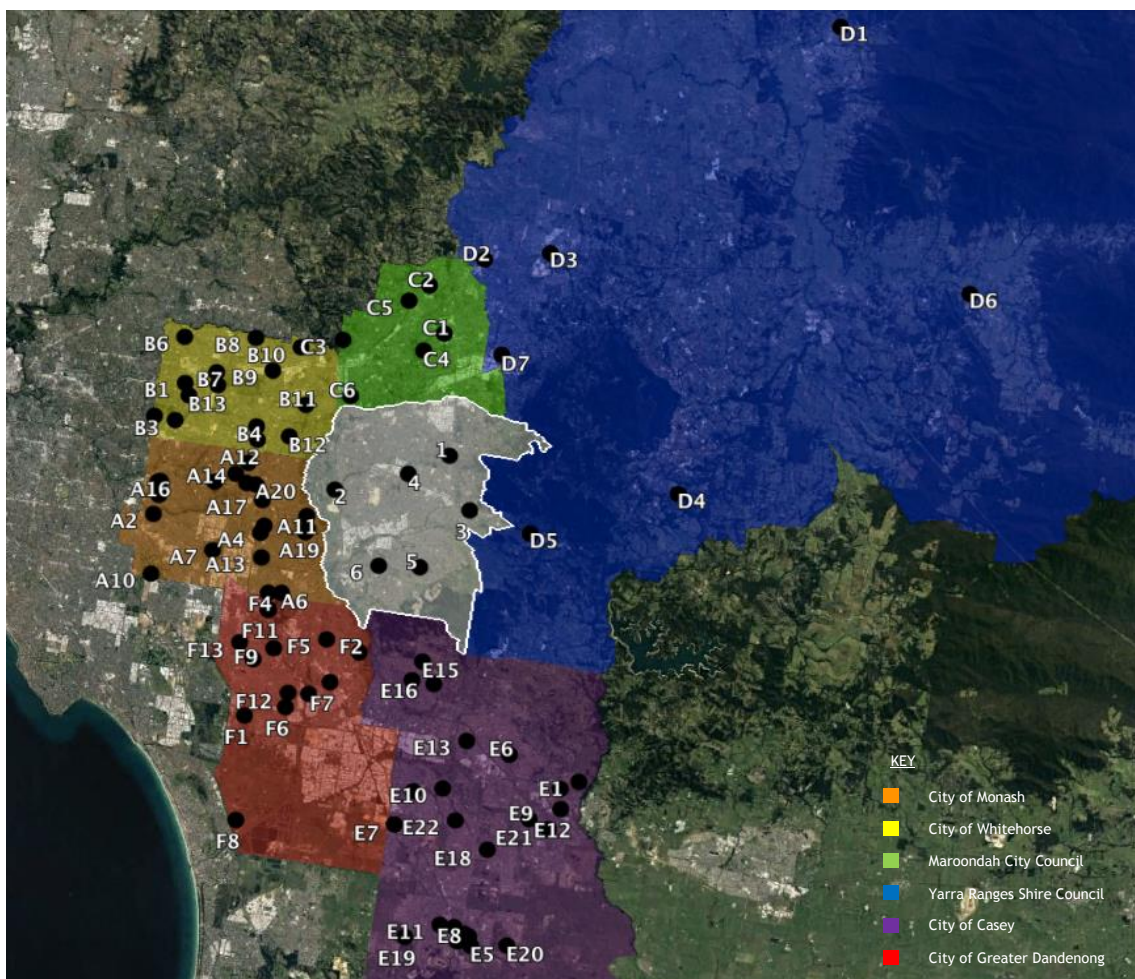 D1
D2
D3
C2
C5
D6
B6
B8
C3
C1
B10
C4
D7
B7
B9
B1
B13
C6
B11
B3
B4
B12
1
A12
4
A14
A16
A20
2
D4
A17
A2
A11
3
A4
D5
A7
A13
A19
6
5
A10
F4
A6
F11
F13
F5
F2
F9
E15
E16
F12
F7
F6
F1
E13
E6
KEY
E10
E1
City of Monash
E9
E7
E22
E12
F8
City of Whitehorse
E21
E18
Maroondah City Council
Yarra Ranges Shire Council
City of Casey
E11
E8
E19
E5
E20
City of Greater Dandenong